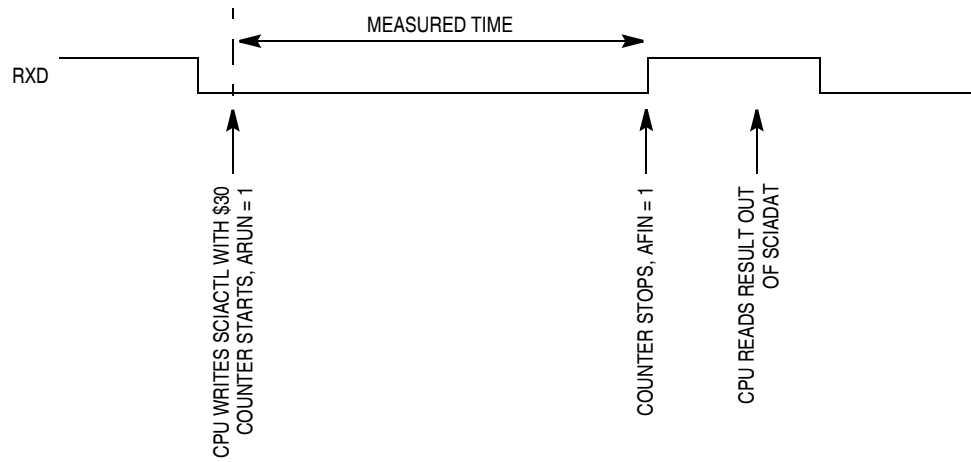 MEASURED TIME
RXD
CPU WRITES SCIACTL WITH $30
COUNTER STARTS, ARUN = 1
COUNTER STOPS, AFIN = 1
CPU READS RESULT OUT
OF SCIADAT